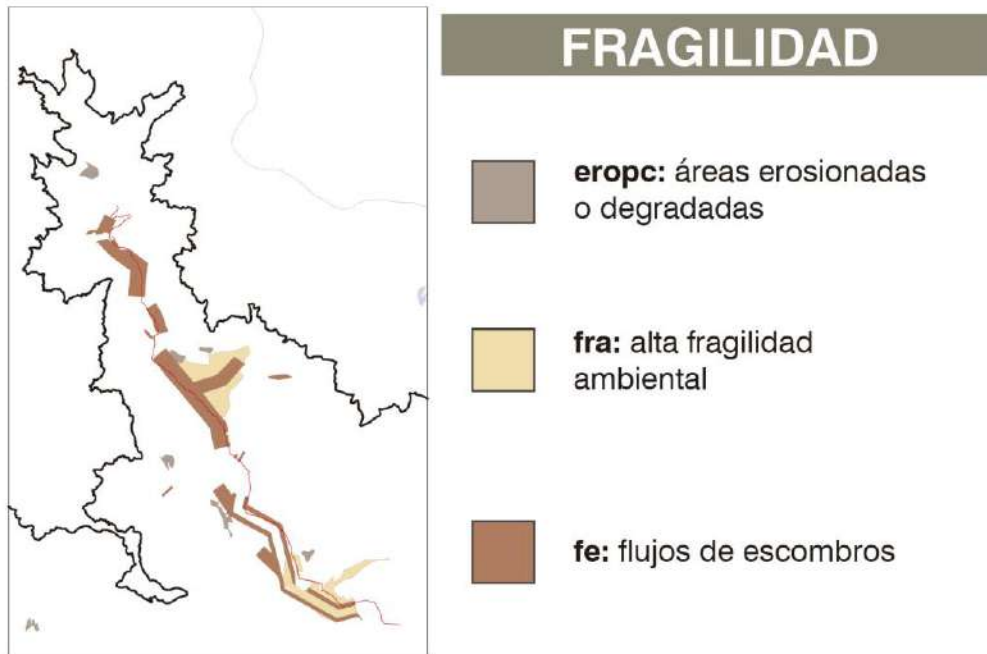 FRAGILIDAD
eropc: áreas erosionadas
o degradadas
fra: alta fragilidad
ambiental
fe: flujos de escombros